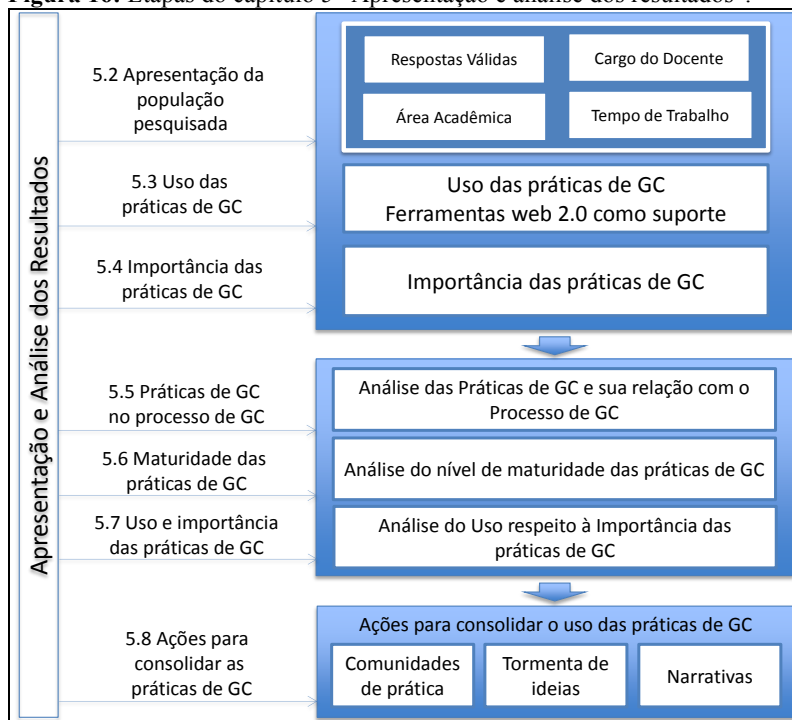 Figura Etapas do capítulo 5 "Apresentação e análise dos resultados".
Apresentação e Análise dos Resultados
5.2 Apresentação da
população
pesquisada
Respostas Válidas
Cargo do Docente
Área Acadêmica
Tempo de Trabalho
5.3 Uso das
práticas de GC
Uso das práticas de GC
Ferramentas web 2.0 como suporte
5.4 Importância das
práticas de GC
Importância das práticas de GC
5.5 Práticas de GC
no processo de GC
Análise das Práticas de GC e sua relação com o
Processo de GC
5.6 Maturidade das
práticas de GC
Análise do nível de maturidade das práticas de GC
5.7 Uso e importância
das práticas de GC
Análise do Uso respeito à Importância das
práticas de GC
5.8 Ações para
consolidar as
práticas de GC
Ações para consolidar o uso das práticas de GC
Comunidades
de prática
Tormenta de
ideias
Narrativas